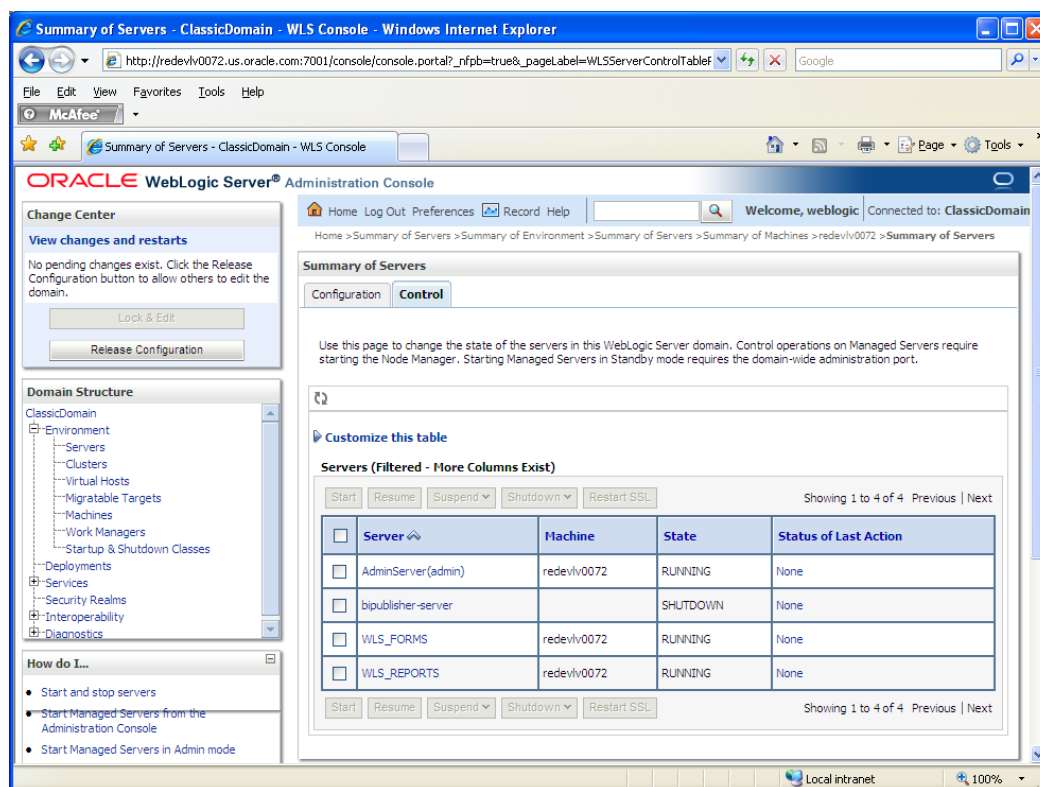 Summary of Servers - ClassicDomain - WLS Console - Windows Internet Explorer
http://redevlv0072.us.oracle.com:7001/console/console.portal?_nfpb=true&_pageLabel=WLSServerControlTableF
Google
File Edit View Favorites Tools Help
McAfee
Summary of Servers - ClassicDomain - WLS Console
Page Tools
ORACLE WebLogic Server® Administration Console
Change Center
View changes and restarts
No pending changes exist. Click the Release
Configuration button to allow others to edit the
domain.
Lock & Edit
Release Configuration
Domain Structure
ClassicDomain
Environment
Servers
Clusters
Virtual Hosts
Migratable Targets
Machines
Work Managers
Startup & Shutdown Classes
Deployments
Services
Security Realms
Interoperability
Diagnostics
How do I...
Start and stop servers
Start Managed Servers from the
Administration Console
Start Managed Servers in Admin mode
Home Log Out Preferences Record Help
Welcome, weblogic Connected to: ClassicDomain
Home >Summary of Servers >Summary of Environment >Summary of Servers >Summary of Machines >redevlv0072 >Summary of Servers
Summary of Servers
Configuration Control
Use this page to change the state of the servers in this WebLogic Server domain. Control operations on Managed Servers require
starting the Node Manager. Starting Managed Servers in Standby mode requires the domain-wide administration port.
Customize this table
Servers (Filtered - More Columns Exist)
Start Resume Suspend Shutdown Restart SSL Showing 1 to 4 of 4 Previous | Next
Server Machine State Status of Last Action
AdminServer(admin) redevlv0072 RUNNING None
bipublisher-server SHUTDOWN None
WLS_FORMS redevlv0072 RUNNING None
WLS_REPORTS redevlv0072 RUNNING None
Start Resume Suspend Shutdown Restart SSL Showing 1 to 4 of 4 Previous | Next
Local intranet 100%